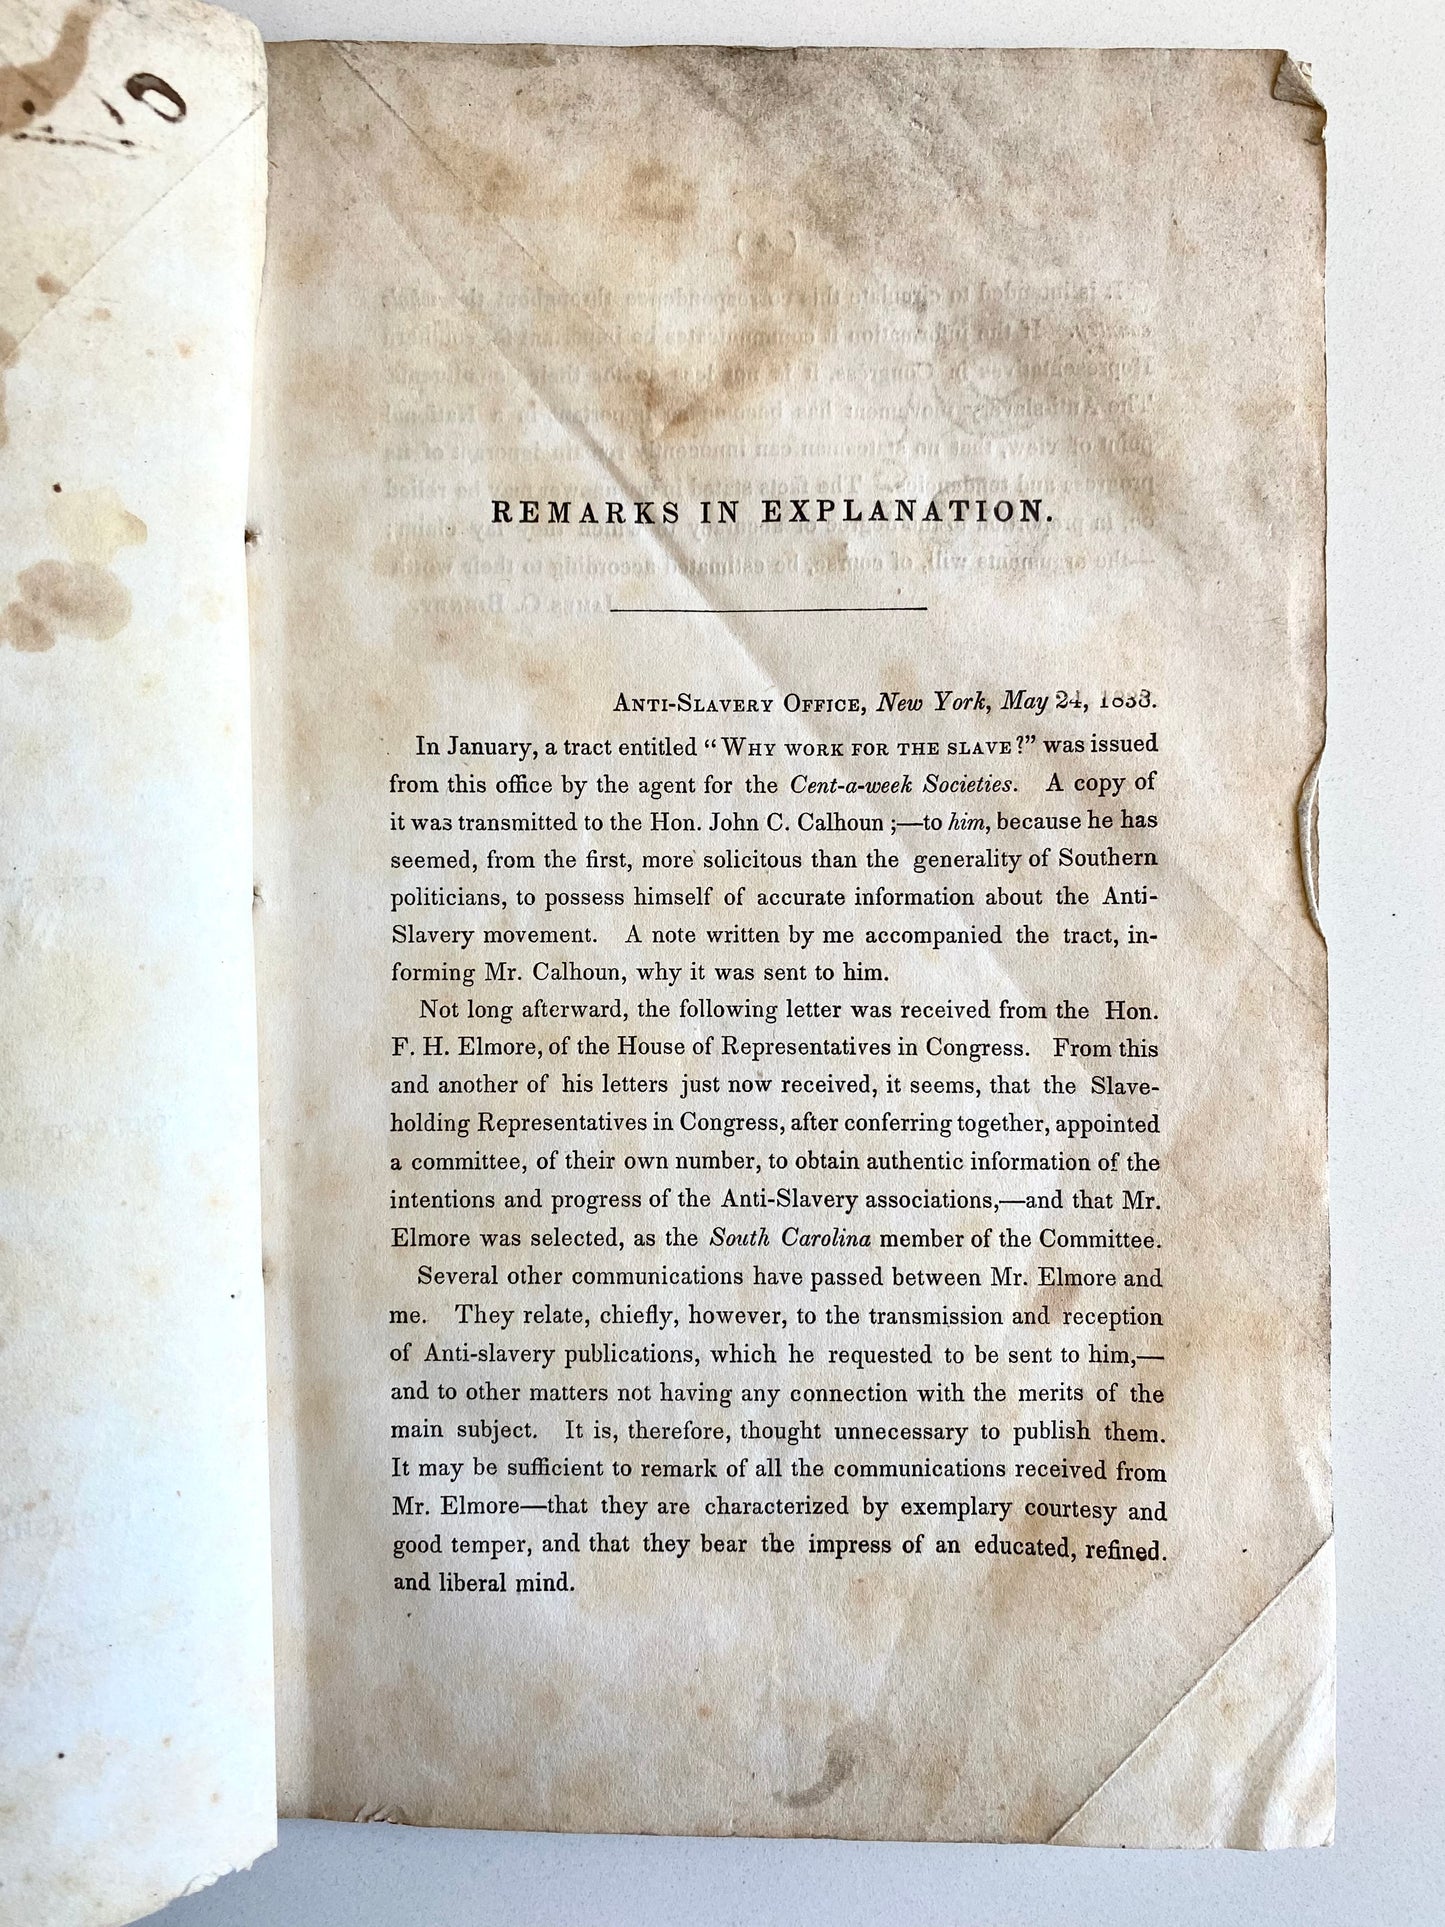 REMARKS IN EXPLANATION.
ANTI-SLAVERY OFFICE, New York, May 24, 1838.
In January, a tract entitled “WHY WORK FOR THE SLAVE?” was issued
from this office by the agent for the Cent-a-week Societies. A copy of
it was transmitted to the Hon. John C. Calhoun ;—to him, because he has
seemed, from the first, more solicitous than the generality of Southern
politicians, to possess himself of accurate information about the Anti-
Slavery movement. A note written by me accompanied the tract, in-
forming Mr. Calhoun, why it was sent to him.
Not long afterward, the following letter was received from the Hon.
F. H. Elmore, of the House of Representatives in Congress. From this
and another of his letters just now received, it seems, that the Slave-
holding Representatives in Congress, after conferring together, appointed
a committee, of their own number, to obtain authentic information of the
intentions and progress of the Anti-Slavery associations,—and that Mr.
Elmore was selected, as the South Carolina member of the Committee.
Several other communications have passed between Mr. Elmore and
me. They relate, chiefly, however, to the transmission and reception
of Anti-slavery publications, which he requested to be sent to him,—
and to other matters not having any connection with the merits of the
main subject. It is, therefore, thought unnecessary to publish them.
It may be sufficient to remark of all the communications received from
Mr. Elmore—that they are characterized by exemplary courtesy and
good temper, and that they bear the impress of an educated, refined.
and liberal mind.